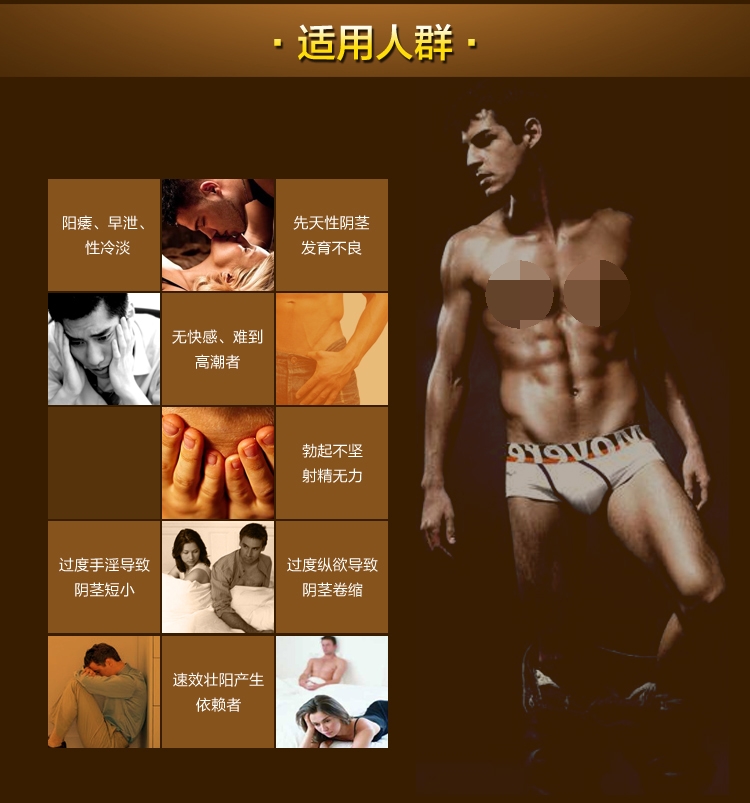 · 适用人群 ·
阳痿、早泄、
性冷淡
先天性阴茎
发育不良
无快感、难到
高潮者
勃起不坚
射精无力
过度手淫导致
阴茎短小
过度纵欲导致
阴茎卷缩
速效壮阳产生
依赖者